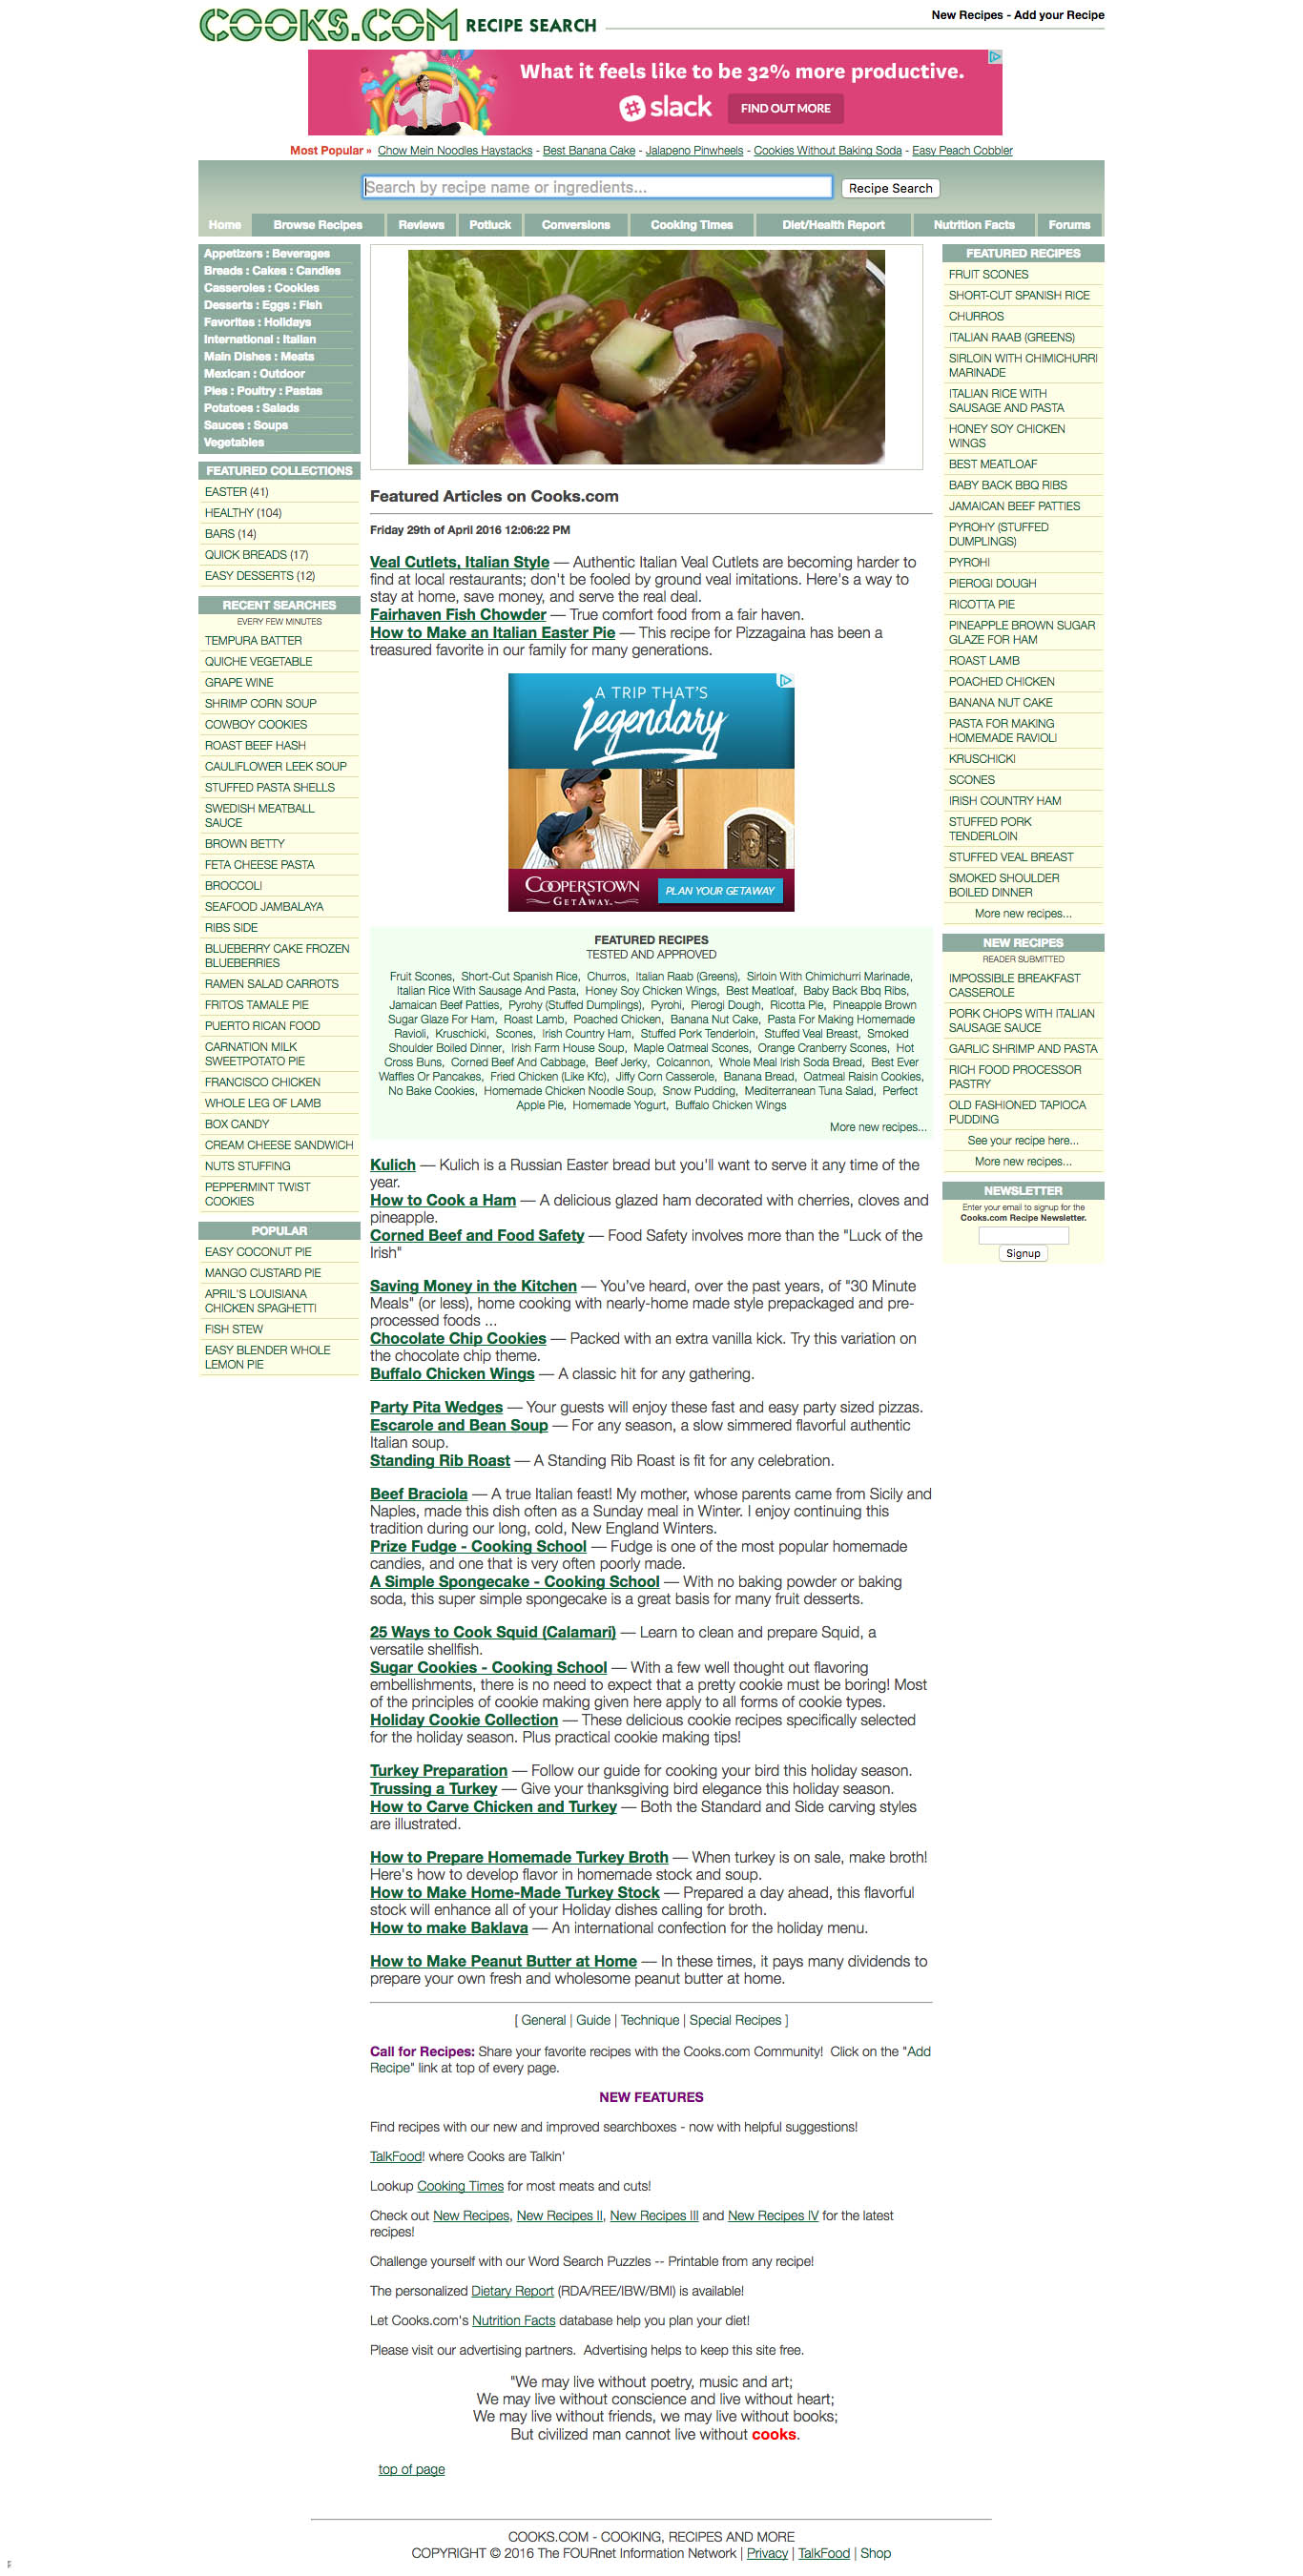 COOKS.COM RECIPE SEARCH
New Recipes - Add your Recipe
What it feels like to be 32% more productive.
slack FIND OUT MORE
Most Popular » Chow Mein Noodles Haystacks - Best Banana Cake - Jalapeno Pinwheels - Cookies Without Baking Soda - Easy Peach Cobbler
Search by recipe name or ingredients... Recipe Search
Home Browse Recipes Reviews Potluck Conversions Cooking Times Diet/Health Report Nutrition Facts Forums
Appetizers : Beverages
Breads : Cakes : Candies
Casseroles : Cookies
Desserts : Eggs : Fish
Favorites : Holidays
International : Italian
Main Dishes : Meats
Mexican : Outdoor
Pies : Poultry : Pastas
Potatoes : Salads
Sauces : Soups
Vegetables
FEATURED COLLECTIONS
EASTER (41)
HEALTHY (104)
BARS (14)
QUICK BREADS (17)
EASY DESSERTS (12)
RECENT SEARCHES
EVERY FEW MINUTES
TEMPURA BATTER
QUICHE VEGETABLE
GRAPE WINE
SHRIMP CORN SOUP
COWBOY COOKIES
ROAST BEEF HASH
CAULIFLOWER LEEK SOUP
STUFFED PASTA SHELLS
SWEDISH MEATBALL
SAUCE
BROWN BETTY
FETA CHEESE PASTA
BROCCOLI
SEAFOOD JAMBALAYA
RIBS SIDE
BLUEBERRY CAKE FROZEN
BLUEBERRIES
RAMEN SALAD CARROTS
FRITOS TAMALE PIE
PUERTO RICAN FOOD
CARNATION MILK
SWEETPOTATO PIE
FRANCISCO CHICKEN
WHOLE LEG OF LAMB
BOX CANDY
CREAM CHEESE SANDWICH
NUTS STUFFING
PEPPERMINT TWIST
COOKIES
POPULAR
EASY COCONUT PIE
MANGO CUSTARD PIE
APRIL'S LOUISIANA
CHICKEN SPAGHETTI
FISH STEW
EASY BLENDER WHOLE
LEMON PIE
Featured Articles on Cooks.com
Friday 29th of April 2016 12:06:22 PM
Veal Cutlets, Italian Style — Authentic Italian Veal Cutlets are becoming harder to
find at local restaurants; don't be fooled by ground veal imitations. Here's a way to
stay at home, save money, and serve the real deal.
Fairhaven Fish Chowder — True comfort food from a fair haven.
How to Make an Italian Easter Pie — This recipe for Pizzagaina has been a
treasured favorite in our family for many generations.
A TRIP THAT'S
Legendary
COOPERSTOWN
GETAWAY
PLAN YOUR GETAWAY
FEATURED RECIPES
TESTED AND APPROVED
Fruit Scones, Short-Cut Spanish Rice, Churros, Italian Raab (Greens), Sirloin With Chimichurri Marinade,
Italian Rice With Sausage And Pasta, Honey Soy Chicken Wings, Best Meatloaf, Baby Back Bbq Ribs,
Jamaican Beef Patties, Pyrohy (Stuffed Dumplings), Pyrohi, Pierogi Dough, Ricotta Pie, Pineapple Brown
Sugar Glaze For Ham, Roast Lamb, Poached Chicken, Banana Nut Cake, Pasta For Making Homemade
Ravioli, Kruschicki, Scones, Irish Country Ham, Stuffed Pork Tenderloin, Stuffed Veal Breast, Smoked
Shoulder Boiled Dinner, Irish Farm House Soup, Maple Oatmeal Scones, Orange Cranberry Scones, Hot
Cross Buns, Corned Beef And Cabbage, Beef Jerky, Colcannon, Whole Meal Irish Soda Bread, Best Ever
Waffles Or Pancakes, Fried Chicken (Like Kfc), Jiffy Corn Casserole, Banana Bread, Oatmeal Raisin Cookies,
No Bake Cookies, Homemade Chicken Noodle Soup, Snow Pudding, Mediterranean Tuna Salad, Perfect
Apple Pie, Homemade Yogurt, Buffalo Chicken Wings
More new recipes...
Kulich — Kulich is a Russian Easter bread but you'll want to serve it any time of the
year.
How to Cook a Ham — A delicious glazed ham decorated with cherries, cloves and
pineapple.
Corned Beef and Food Safety — Food Safety involves more than the "Luck of the
Irish"
Saving Money in the Kitchen — You've heard, over the past years, of "30 Minute
Meals" (or less), home cooking with nearly-home made style prepackaged and pre-
processed foods ...
Chocolate Chip Cookies — Packed with an extra vanilla kick. Try this variation on
the chocolate chip theme.
Buffalo Chicken Wings — A classic hit for any gathering.
Party Pita Wedges — Your guests will enjoy these fast and easy party sized pizzas.
Escarole and Bean Soup — For any season, a slow simmered flavorful authentic
Italian soup.
Standing Rib Roast — A Standing Rib Roast is fit for any celebration.
Beef Braciola — A true Italian feast! My mother, whose parents came from Sicily and
Naples, made this dish often as a Sunday meal in Winter. I enjoy continuing this
tradition during our long, cold, New England Winters.
Prize Fudge - Cooking School — Fudge is one of the most popular homemade
candies, and one that is very often poorly made.
A Simple Spongecake - Cooking School — With no baking powder or baking
soda, this super simple spongecake is a great basis for many fruit desserts.
25 Ways to Cook Squid (Calamari) — Learn to clean and prepare Squid, a
versatile shellfish.
Sugar Cookies - Cooking School — With a few well thought out flavoring
embellishments, there is no need to expect that a pretty cookie must be boring! Most
of the principles of cookie making given here apply to all forms of cookie types.
Holiday Cookie Collection — These delicious cookie recipes specifically selected
for the holiday season. Plus practical cookie making tips!
Turkey Preparation — Follow our guide for cooking your bird this holiday season.
Trussing a Turkey — Give your thanksgiving bird elegance this holiday season.
How to Carve Chicken and Turkey — Both the Standard and Side carving styles
are illustrated.
How to Prepare Homemade Turkey Broth — When turkey is on sale, make broth!
Here's how to develop flavor in homemade stock and soup.
How to Make Home-Made Turkey Stock — Prepared a day ahead, this flavorful
stock will enhance all of your Holiday dishes calling for broth.
How to make Baklava — An international confection for the holiday menu.
How to Make Peanut Butter at Home — In these times, it pays many dividends to
prepare your own fresh and wholesome peanut butter at home.
[ General | Guide | Technique | Special Recipes ]
Call for Recipes: Share your favorite recipes with the Cooks.com Community! Click on the "Add
Recipe" link at top of every page.
NEW FEATURES
Find recipes with our new and improved searchboxes - now with helpful suggestions!
TalkFood! where Cooks are Talkin'
Lookup Cooking Times for most meats and cuts!
Check out New Recipes, New Recipes II, New Recipes III and New Recipes IV for the latest
recipes!
Challenge yourself with our Word Search Puzzles -- Printable from any recipe!
The personalized Dietary Report (RDA/REE/IBW/BMI) is available!
Let Cooks.com's Nutrition Facts database help you plan your diet!
Please visit our advertising partners. Advertising helps to keep this site free.
"We may live without poetry, music and art;
We may live without conscience and live without heart;
We may live without friends, we may live without books;
But civilized man cannot live without cooks.
top of page
FEATURED RECIPES
FRUIT SCONES
SHORT-CUT SPANISH RICE
CHURROS
ITALIAN RAAB (GREENS)
SIRLOIN WITH CHIMICHURRI
MARINADE
ITALIAN RICE WITH
SAUSAGE AND PASTA
HONEY SOY CHICKEN
WINGS
BEST MEATLOAF
BABY BACK BBQ RIBS
JAMAICAN BEEF PATTIES
PYROHY (STUFFED
DUMPLINGS)
PYROHI
PIEROGI DOUGH
RICOTTA PIE
PINEAPPLE BROWN SUGAR
GLAZE FOR HAM
ROAST LAMB
POACHED CHICKEN
BANANA NUT CAKE
PASTA FOR MAKING
HOMEMADE RAVIOLI
KRUSCHICKI
SCONES
IRISH COUNTRY HAM
STUFFED PORK
TENDERLOIN
STUFFED VEAL BREAST
SMOKED SHOULDER
BOILED DINNER
More new recipes...
NEW RECIPES
READER SUBMITTED
IMPOSSIBLE BREAKFAST
CASSEROLE
PORK CHOPS WITH ITALIAN
SAUSAGE SAUCE
GARLIC SHRIMP AND PASTA
RICH FOOD PROCESSOR
PASTRY
OLD FASHIONED TAPIOCA
PUDDING
See your recipe here...
More new recipes...
NEWSLETTER
Enter your email to signup for the
Cooks.com Recipe Newsletter.
Signup
COOKS.COM - COOKING, RECIPES AND MORE
COPYRIGHT © 2016 The FOURnet Information Network | Privacy | TalkFood | Shop